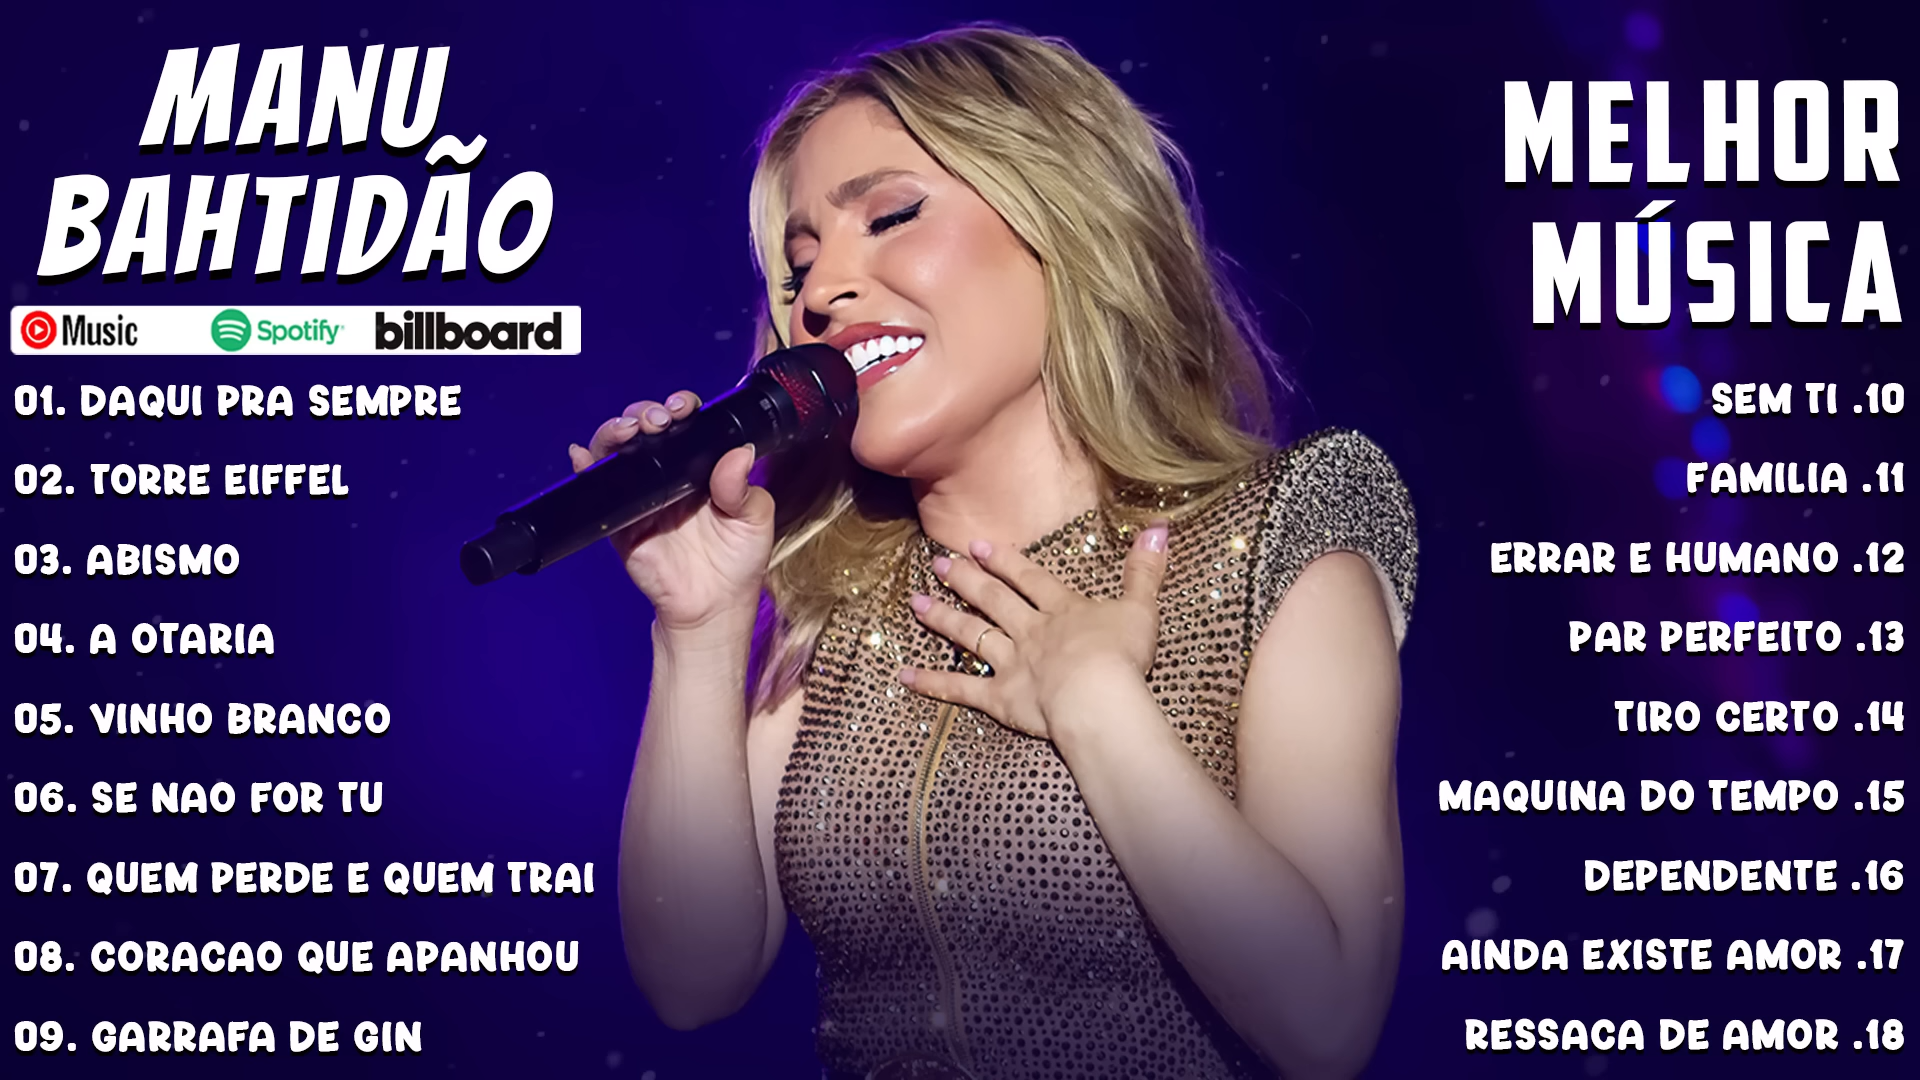 MANU
BAHTIDÃO
Music Spotify billboard
01. DAQUI PRA SEMPRE
02. TORRE EIFFEL
03. ABISMO
04. A OTARIA
05. VINHO BRANCO
06. SE NAO FOR TU
07. QUEM PERDE E QUEM TRAI
08. CORACAO QUE APANHOU
09. GARRAFA DE GIN
MELHOR
MÚSICA
SEM TI .10
FAMILIA .11
ERRAR E HUMANO .12
PAR PERFEITO .13
TIRO CERTO .14
MAQUINA DO TEMPO .15
DEPENDENTE .16
AINDA EXISTE AMOR .17
RESSACA DE AMOR .18